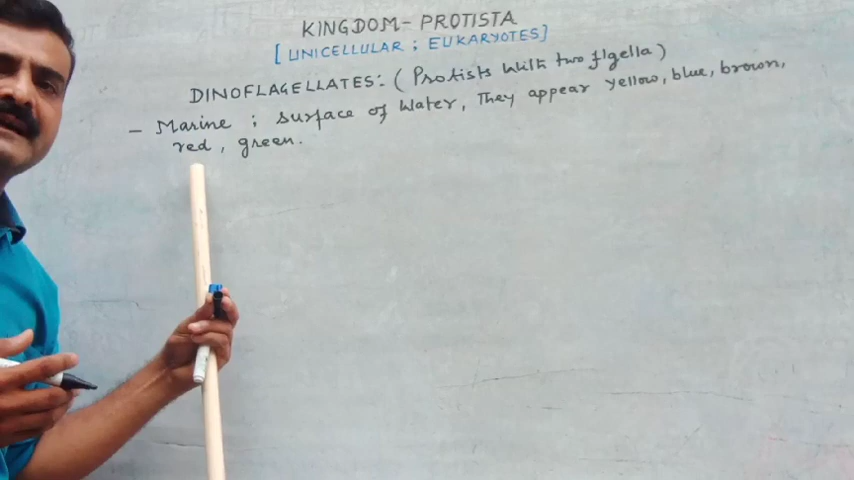 KINGDOM- PROTISTA
[UNICELLULAR ; EUKARYOTES]
DINOFLAGELLATES:- (Protists With two flgella)
- Marine ; surface of Water, They appear yellow, blue, brown,
red, green.